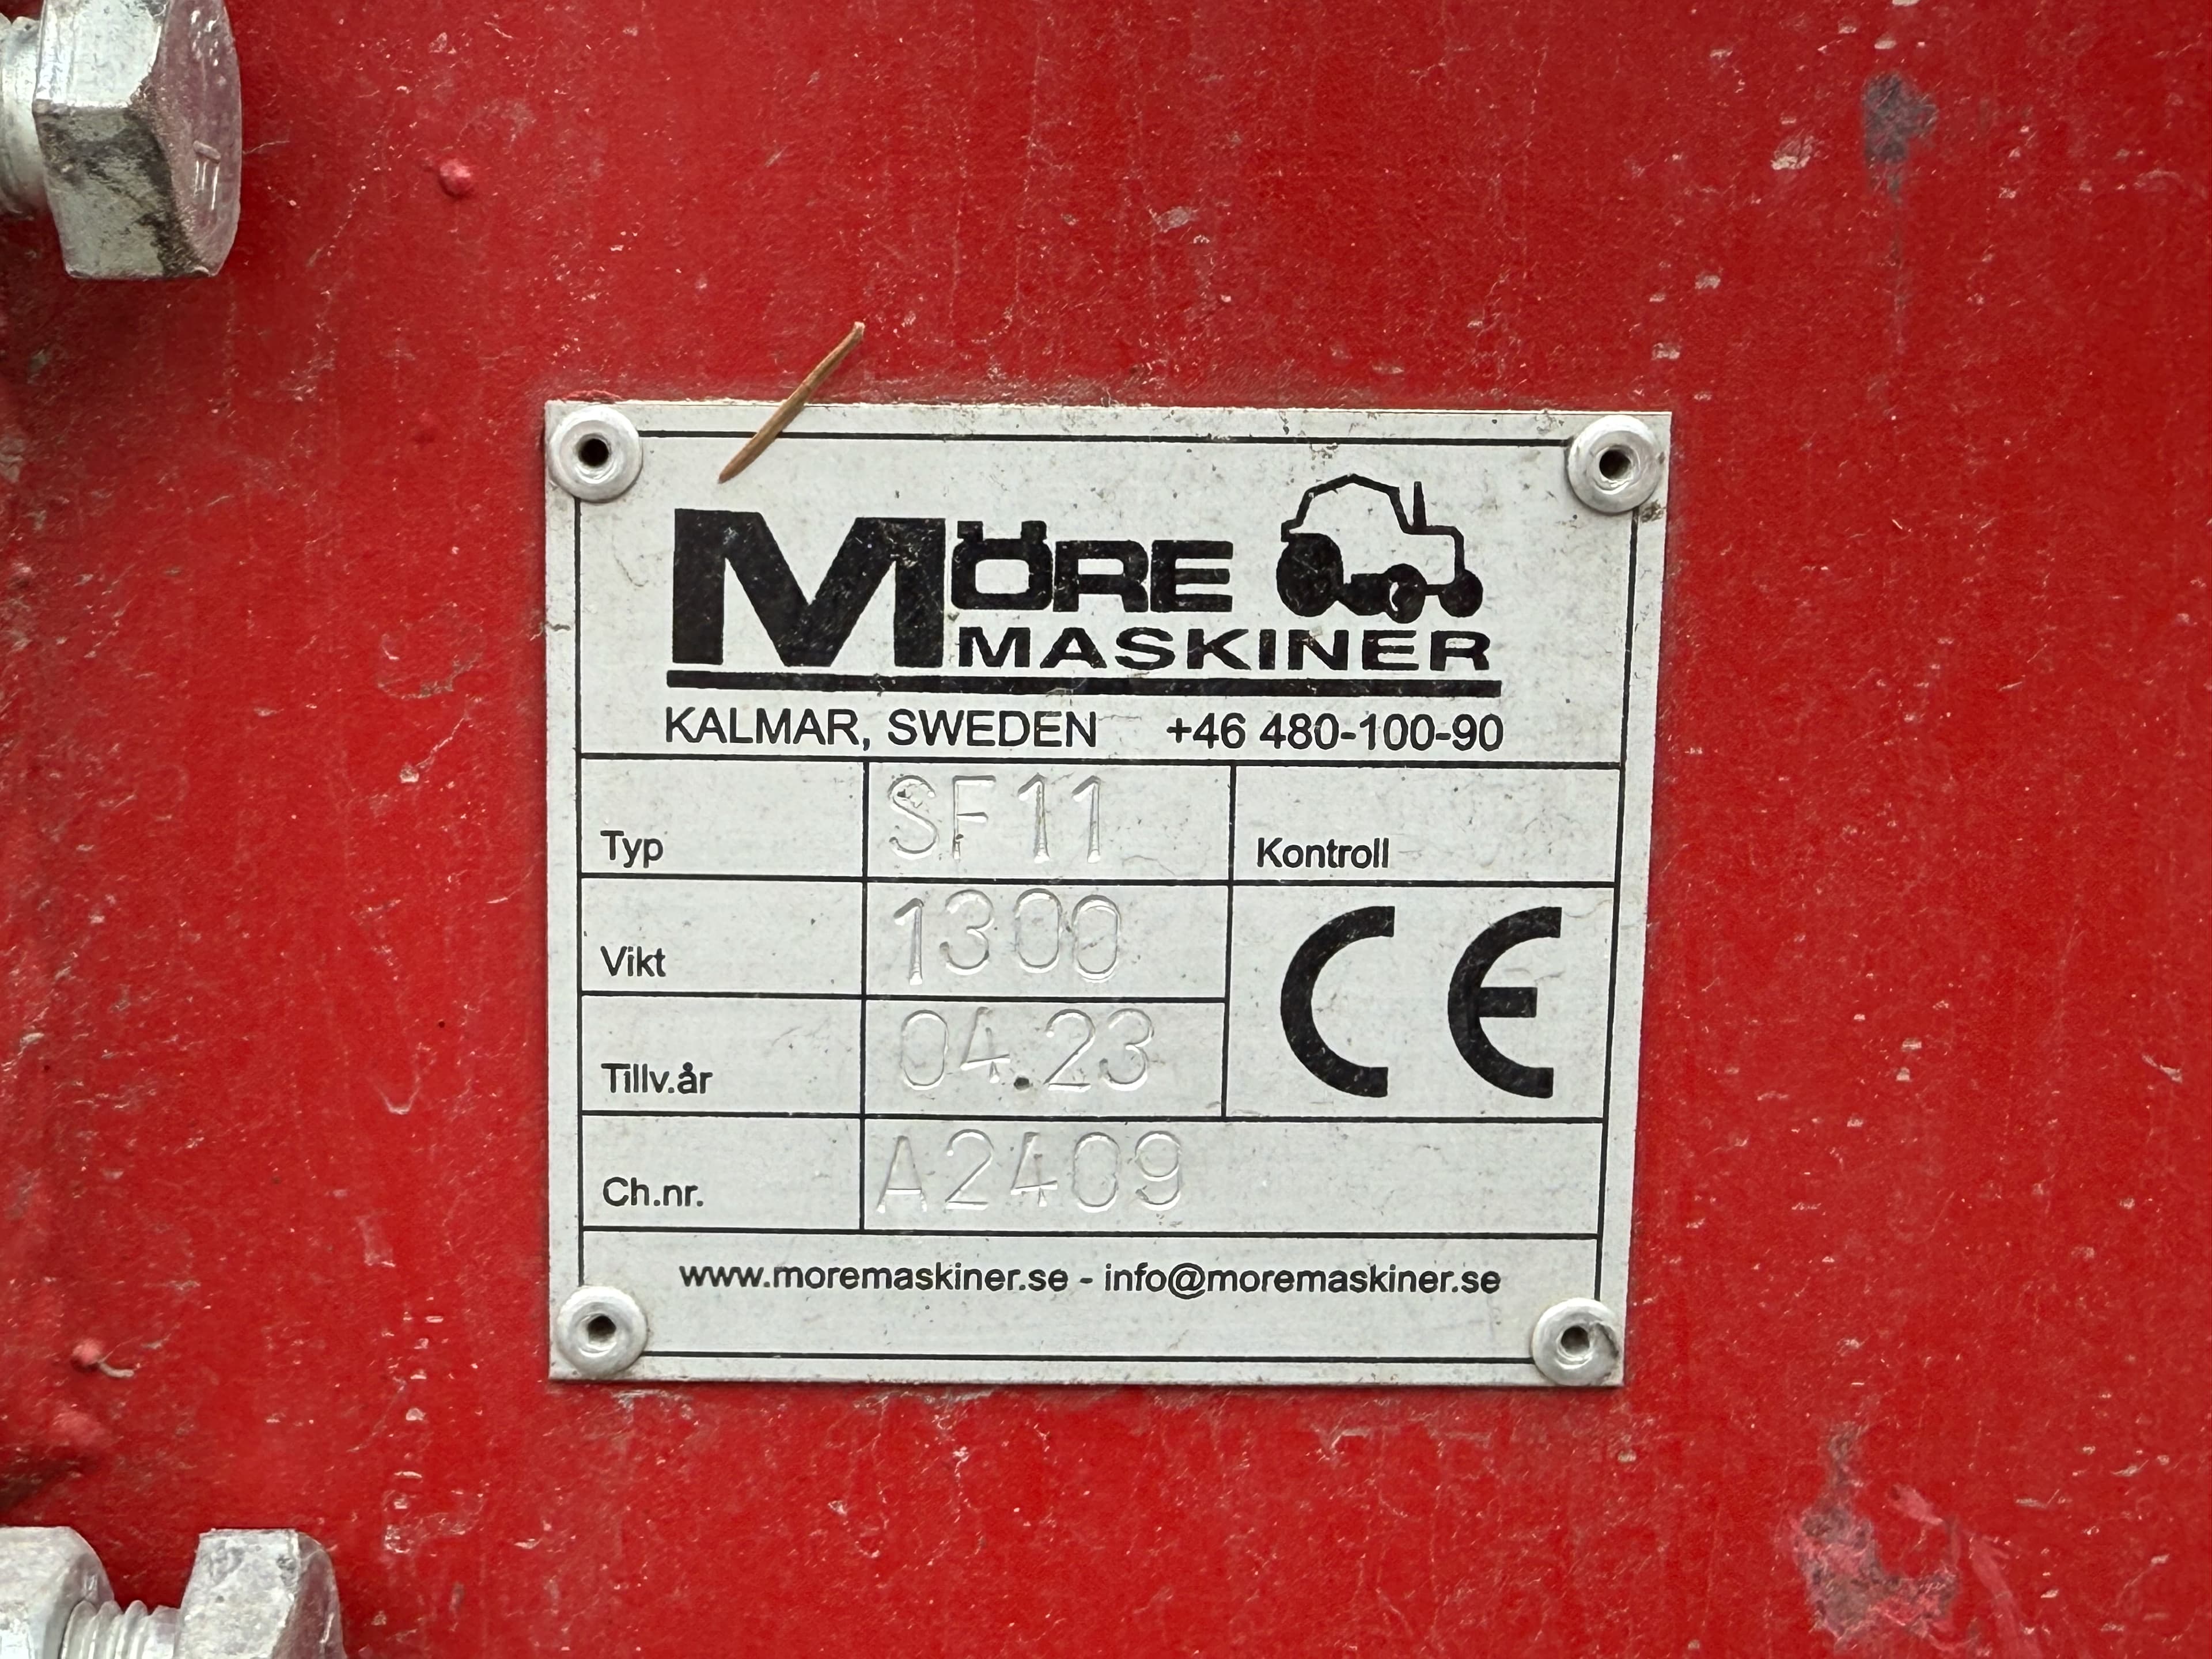 MÖRE
MASKINER
KALMAR, SWEDEN +46 480-100-90
Typ SF11 Kontroll
Vikt 1300 CE
Tillv.år 04.23
Ch.nr. A2409
www.moremaskiner.se - info@moremaskiner.se